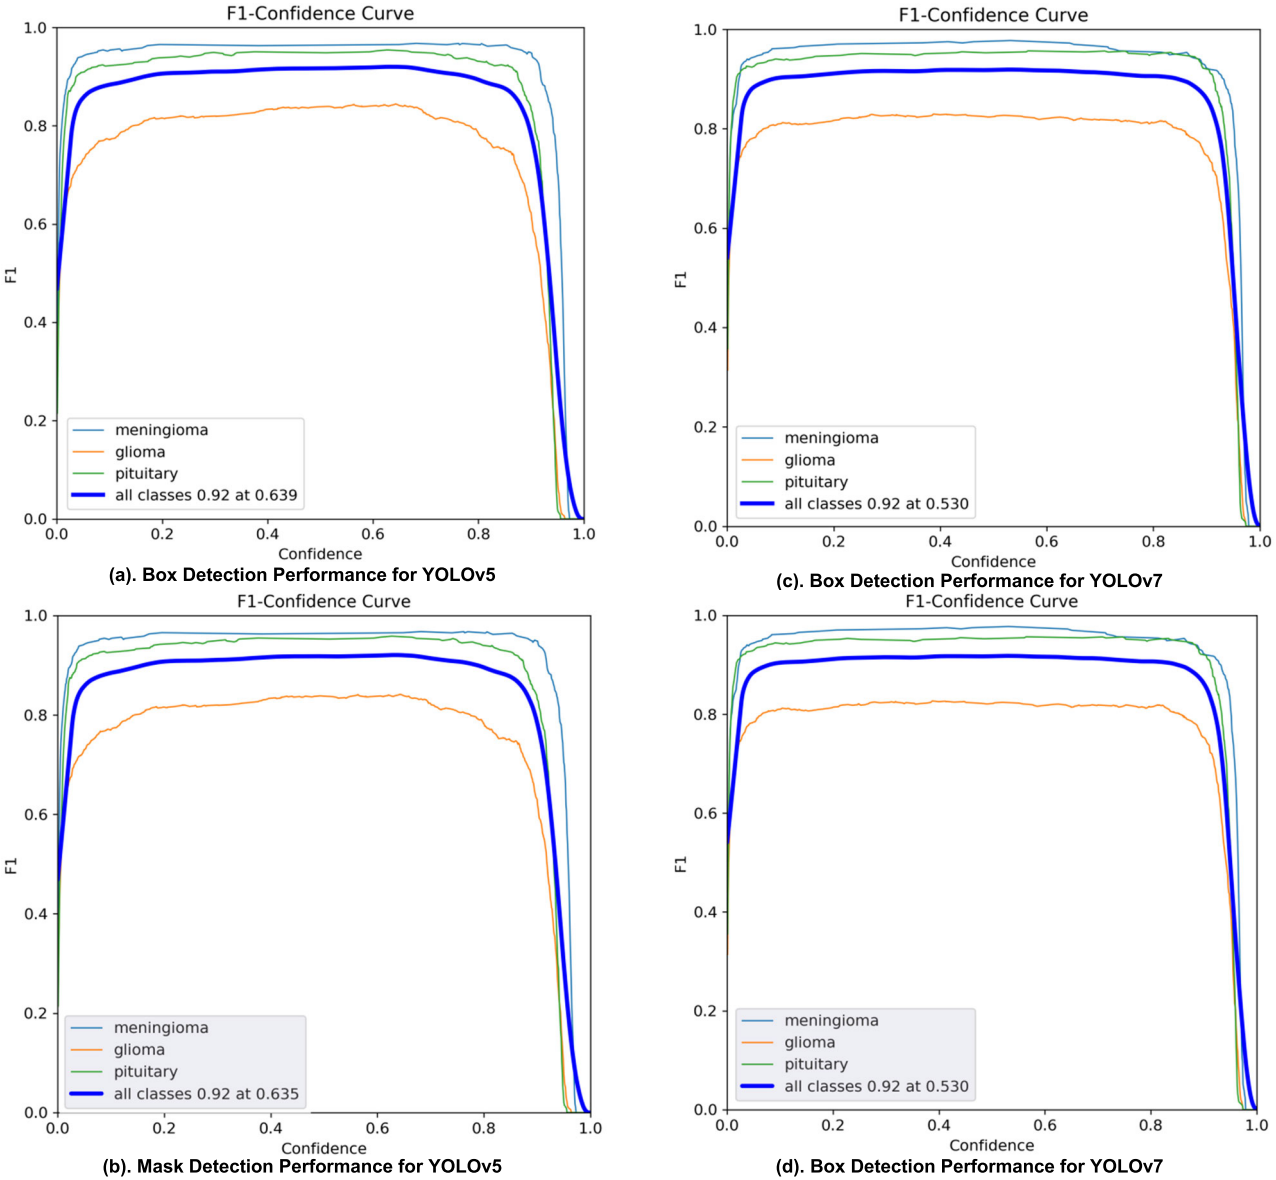 F1-Confidence Curve
1.0
0.8
0.6
0.4
0.2
0.0
F1
meningioma
glioma
pituitary
all classes 0.92 at 0.639
0.0 0.2 0.4 0.6 0.8 1.0
Confidence
(a). Box Detection Performance for YOLOv5
F1-Confidence Curve
1.0
0.8
0.6
0.4
0.2
0.0
F1
meningioma
glioma
pituitary
all classes 0.92 at 0.530
0.0 0.2 0.4 0.6 0.8 1.0
Confidence
(c). Box Detection Performance for YOLOv7
F1-Confidence Curve
1.0
0.8
0.6
0.4
0.2
0.0
F1
meningioma
glioma
pituitary
all classes 0.92 at 0.635
0.0 0.2 0.4 0.6 0.8 1.0
Confidence
(b). Mask Detection Performance for YOLOv5
F1-Confidence Curve
1.0
0.8
0.6
0.4
0.2
0.0
F1
meningioma
glioma
pituitary
all classes 0.92 at 0.530
0.0 0.2 0.4 0.6 0.8 1.0
Confidence
(d). Box Detection Performance for YOLOv7